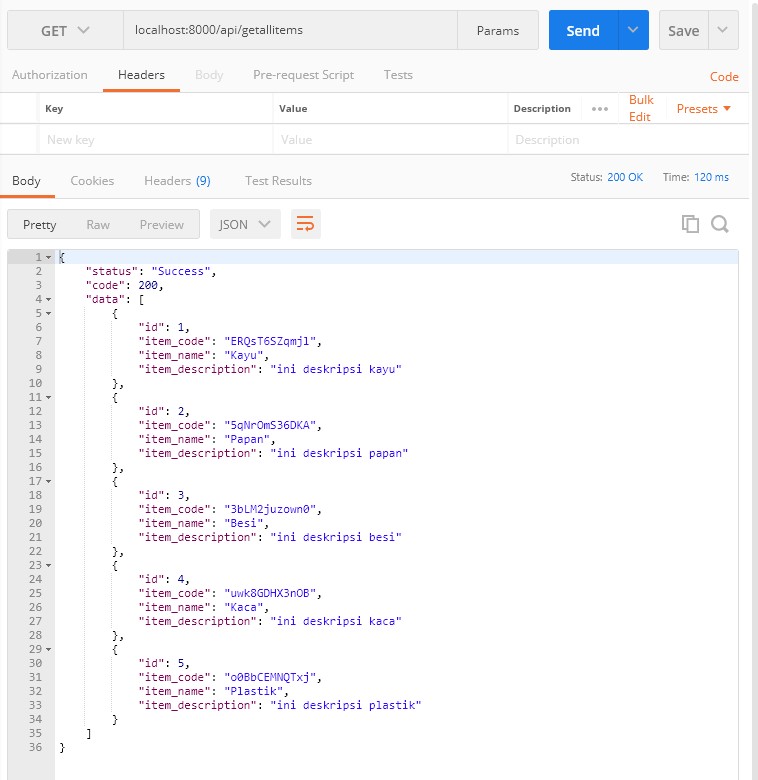 GET localhost:8000/api/getallitems Params Send Save
Authorization Headers Body Pre-request Script Tests Code
Key Value Description ••• Bulk Edit Presets
New key Value Description
Body Cookies Headers (9) Test Results Status: 200 OK Time: 120 ms
Pretty Raw Preview JSON
1 {
2 "status": "Success",
3 "code": 200,
4 "data": [
5 {
6 "id": 1,
7 "item_code": "ERQsT6SZqmjl",
8 "item_name": "Kayu",
9 "item_description": "ini deskripsi kayu"
10 },
11 {
12 "id": 2,
13 "item_code": "5qNrOmS36DKA",
14 "item_name": "Papan",
15 "item_description": "ini deskripsi papan"
16 },
17 {
18 "id": 3,
19 "item_code": "3bLM2juzown0",
20 "item_name": "Besi",
21 "item_description": "ini deskripsi besi"
22 },
23 {
24 "id": 4,
25 "item_code": "uwk8GDHX3nOB",
26 "item_name": "Kaca",
27 "item_description": "ini deskripsi kaca"
28 },
29 {
30 "id": 5,
31 "item_code": "o0BbCEMNQTxj",
32 "item_name": "Plastik",
33 "item_description": "ini deskripsi plastik"
34 }
35 ]
36 }